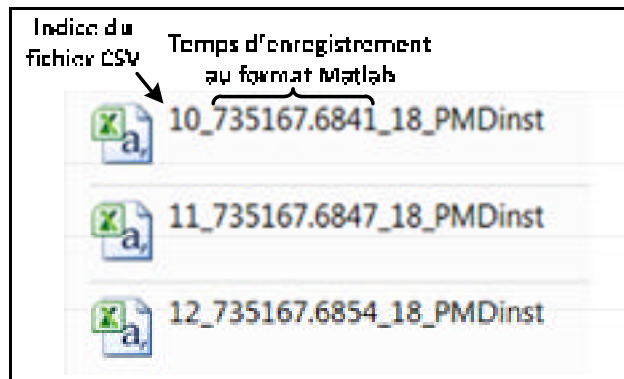 Indice du
fichier CSV
Temps d'enregistrement
au format Matlab
10_735167.6841_18_PMDinst
11_735167.6847_18_PMDinst
12_735167.6854_18_PMDinst